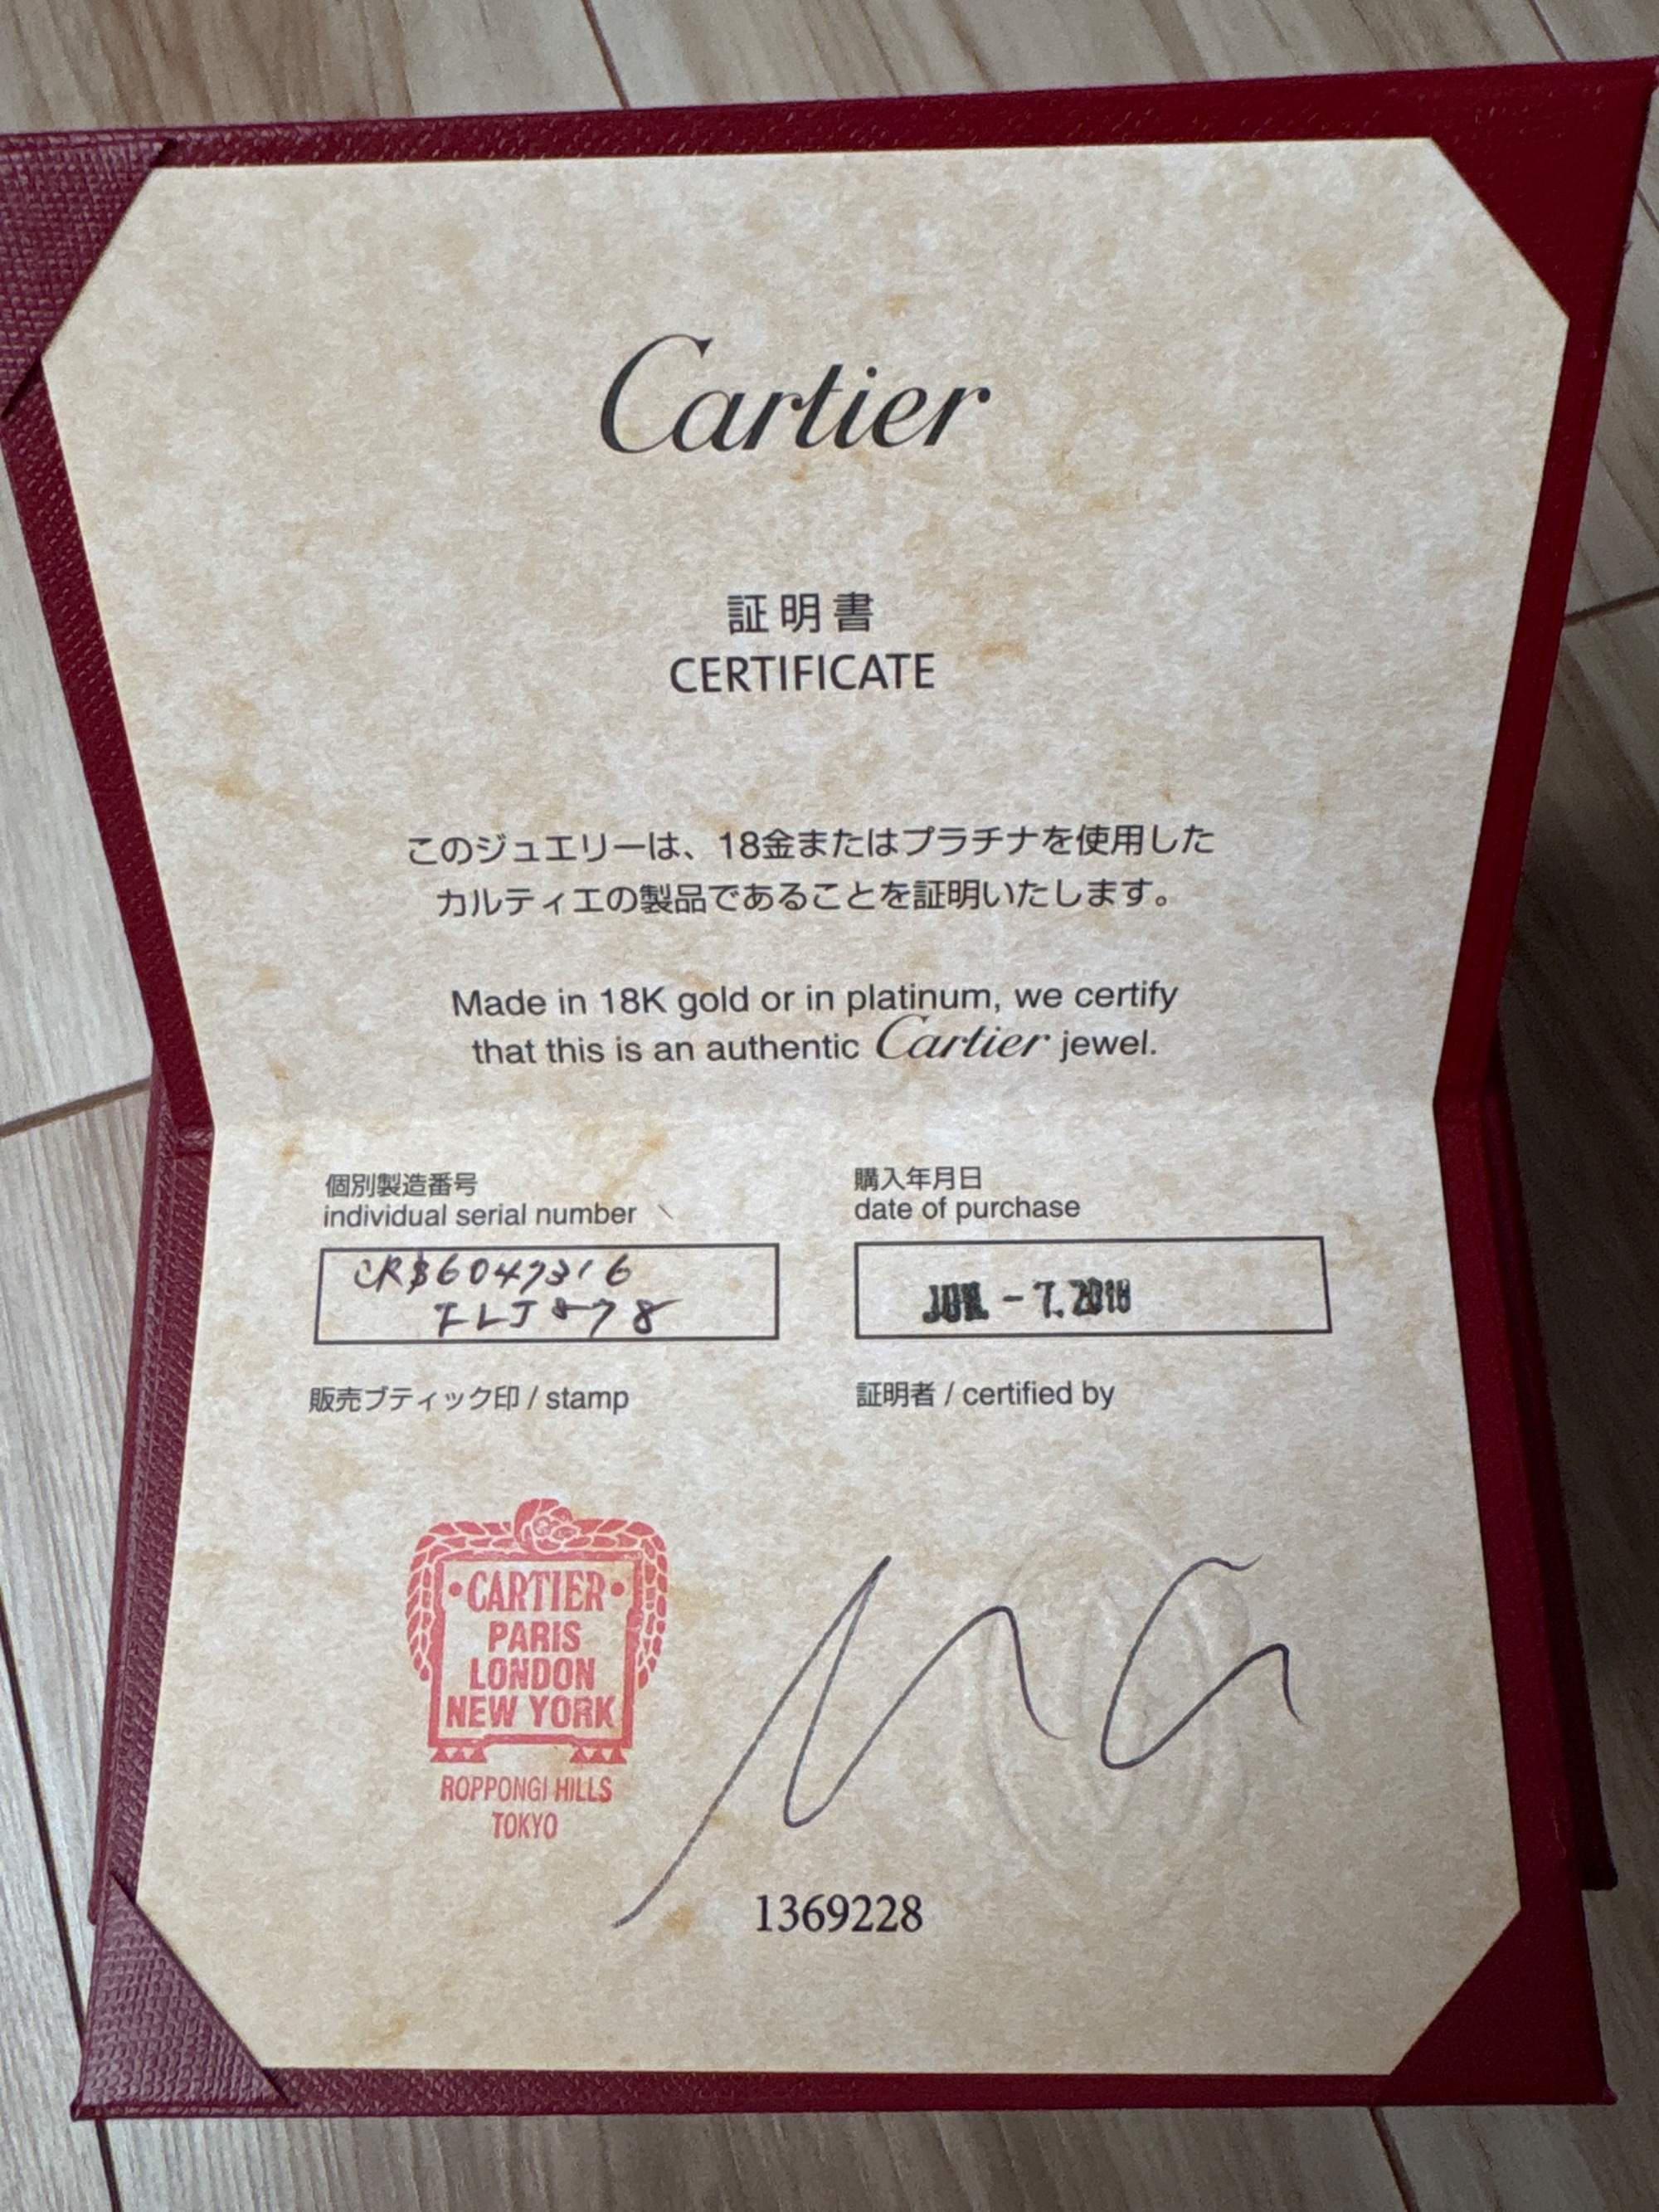 Cartier
証明書
CERTIFICATE
このジュエリーは、18金またはプラチナを使用した
カルティエの製品であることを証明いたします。
Made in 18K gold or in platinum, we certify
that this is an authentic Cartier jewel.
個別製造番号
individual serial number
購入年月日
date of purchase
6047316
- 7.
販売ブティック印 / stamp
証明者 / certified by
CARTIER
PARIS
LONDON
NEW YORK
ROPPONGI HILLS
TOKYO
1369228